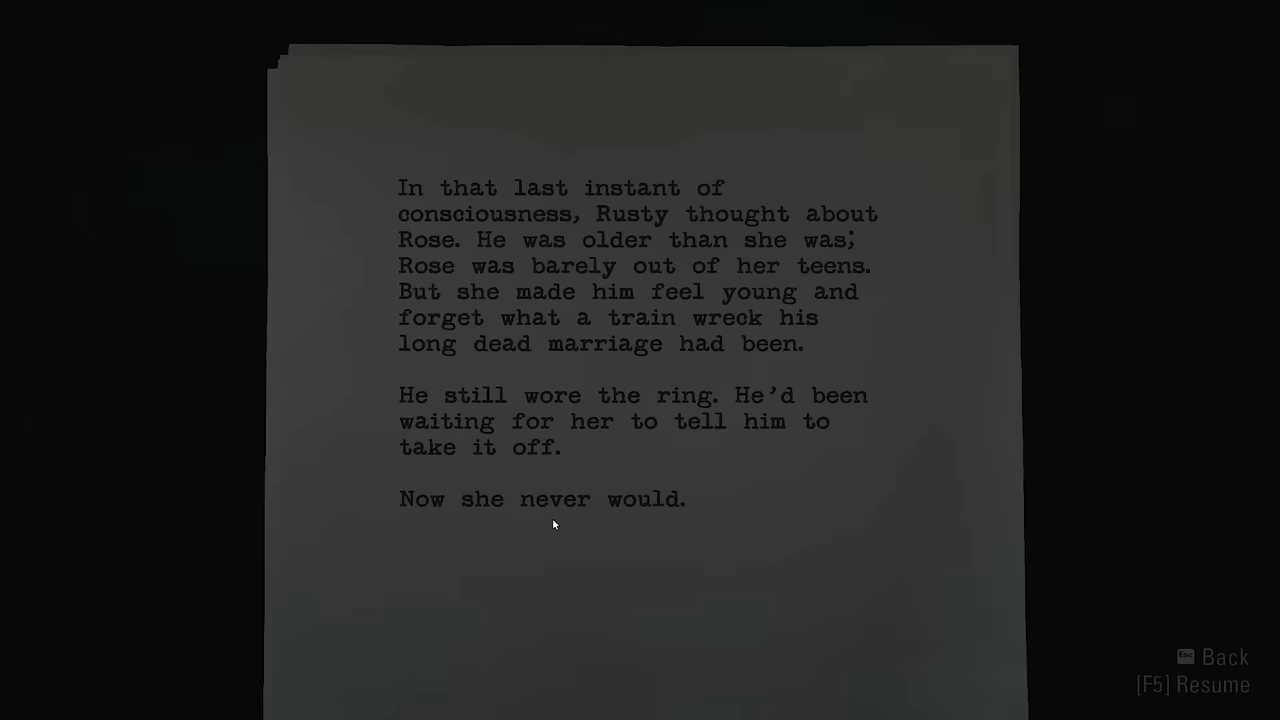 In that last instant of
consciousness, Rusty thought about
Rose. He was older than she was;
Rose was barely out of her teens.
But she made him feel young and
forget what a train wreck his
long dead marriage had been.
He still wore the ring. He'd been
waiting for her to tell him to
take it off.
Now she never would.
Esc Back
[F5] Resume